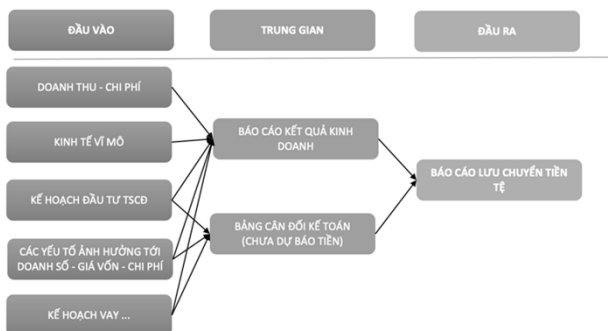 ĐẦU VÀO
TRUNG GIAN
ĐẦU RA
DOANH THU - CHI PHÍ
KINH TẾ VĨ MÔ
KẾ HOẠCH ĐẦU TƯ TSCĐ
CÁC YẾU TỐ ẢNH HƯỞNG TỚI
DOANH SỐ - GIÁ VỐN - CHI PHÍ
KẾ HOẠCH VAY ...
BÁO CÁO KẾT QUẢ KINH
DOANH
BẢNG CÂN ĐỐI KẾ TOÁN
(CHƯA DỰ BÁO TIỀN)
BÁO CÁO LƯU CHUYỂN TIỀN
TỆ